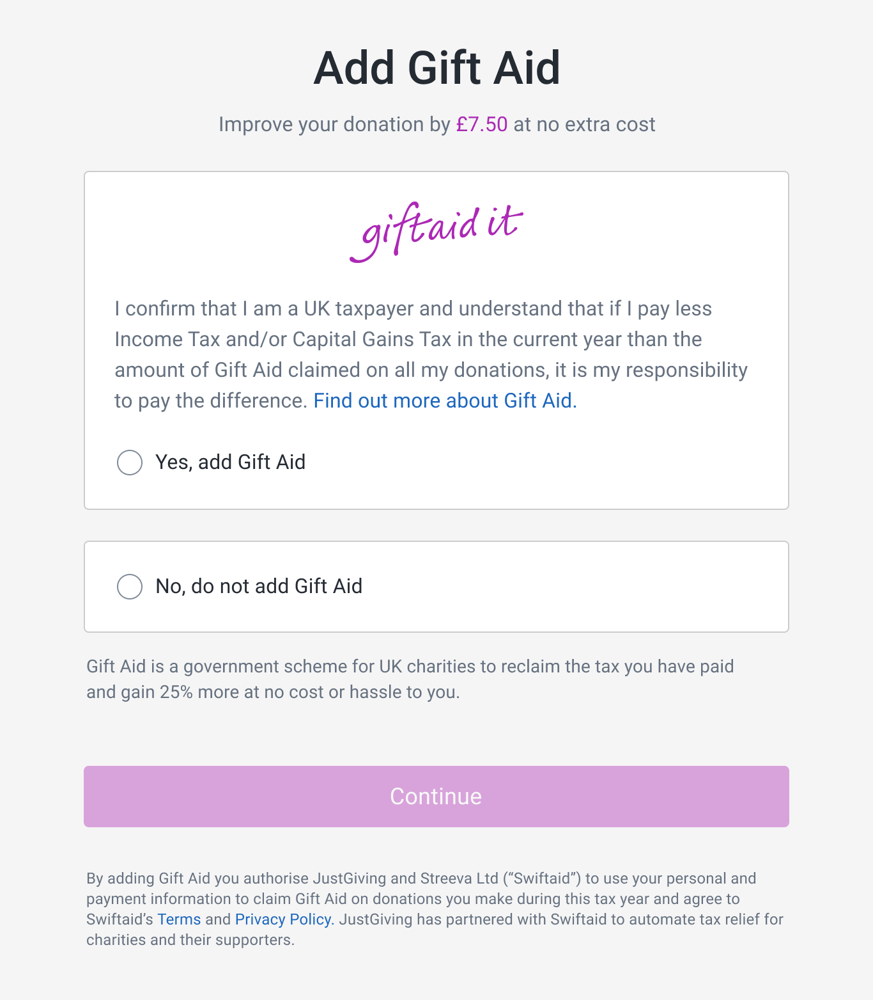 Add Gift Aid
Improve your donation by £7.50 at no extra cost
giftaid it
I confirm that I am a UK taxpayer and understand that if I pay less
Income Tax and/or Capital Gains Tax in the current year than the
amount of Gift Aid claimed on all my donations, it is my responsibility
to pay the difference. Find out more about Gift Aid.
Yes, add Gift Aid
No, do not add Gift Aid
Gift Aid is a government scheme for UK charities to reclaim the tax you have paid
and gain 25% more at no cost or hassle to you.
Continue
By adding Gift Aid you authorise JustGiving and Streeva Ltd (“Swiftaid”) to use your personal and
payment information to claim Gift Aid on donations you make during this tax year and agree to
Swiftaid’s Terms and Privacy Policy. JustGiving has partnered with Swiftaid to automate tax relief for
charities and their supporters.